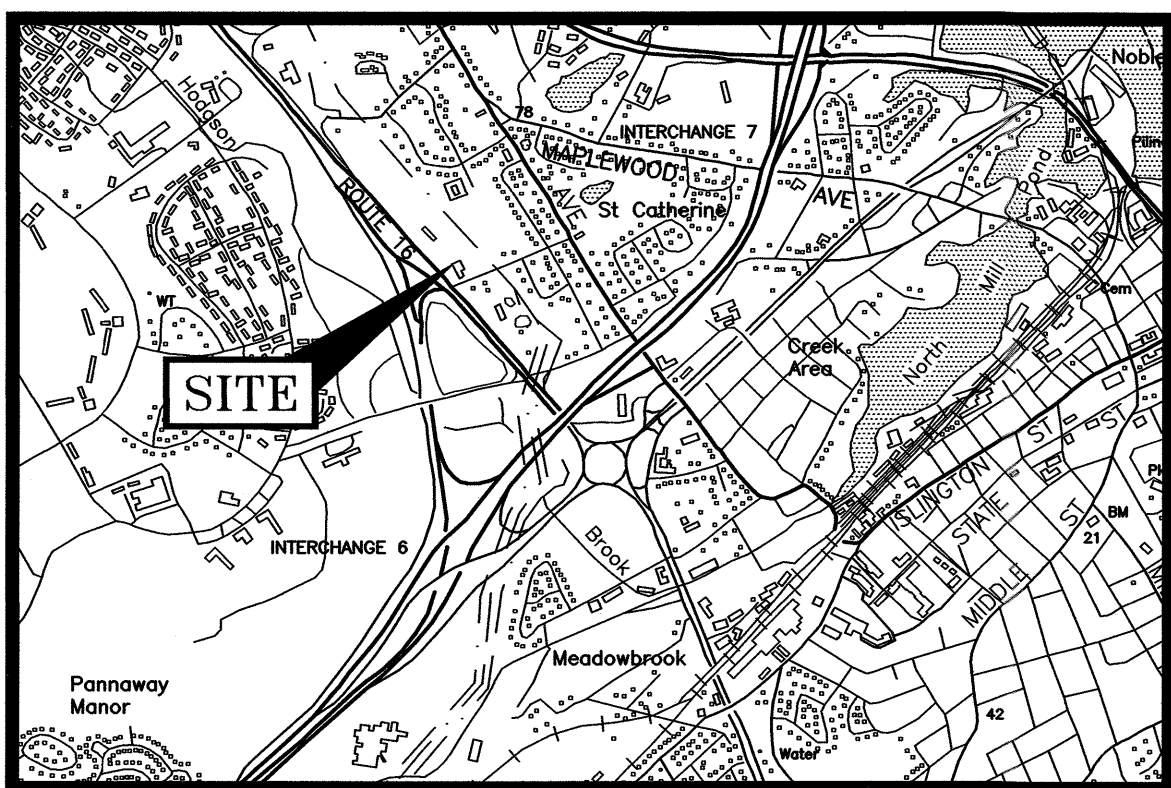 Noble
Hodgson
78
INTERCHANGE 7
MAPLEWOOD
AVE
Pond
ROUTE 16
AVE
St Catherine
Mill
WT
Cem
North
Creek
Area
SITE
ISLINGTON
ST
ST
STATE
ST
BM
21
MIDDLE
INTERCHANGE 6
Brook
Meadowbrook
Pannaway
Manor
42
Water